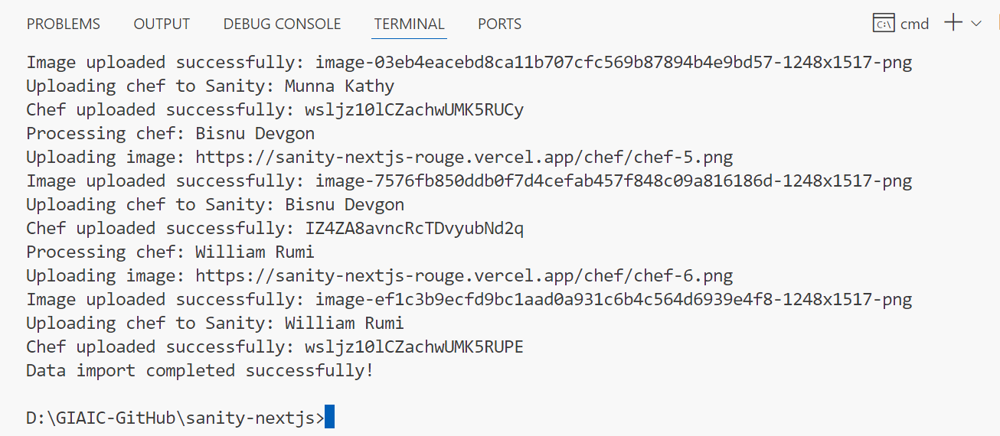 PROBLEMS OUTPUT DEBUG CONSOLE TERMINAL PORTS cmd
Image uploaded successfully: image-03eb4eacebd8ca11b707cfc569b87894b4e9bd57-1248x1517-png
Uploading chef to Sanity: Munna Kathy
Chef uploaded successfully: wsljz10lCZachwUMK5RUCy
Processing chef: Bisnu Devgon
Uploading image: https://sanity-nextjs-rouge.vercel.app/chef/chef-5.png
Image uploaded successfully: image-7576fb850ddb0f7d4cefab457f848c09a816186d-1248x1517-png
Uploading chef to Sanity: Bisnu Devgon
Chef uploaded successfully: IZ4ZA8avncRcTDvyubNd2q
Processing chef: William Rumi
Uploading image: https://sanity-nextjs-rouge.vercel.app/chef/chef-6.png
Image uploaded successfully: image-ef1c3b9ecfd9bc1aad0a931c6b4c564d6939e4f8-1248x1517-png
Uploading chef to Sanity: William Rumi
Chef uploaded successfully: wsljz10lCZachwUMK5RUPE
Data import completed successfully!
D:\GIAIC-GitHub\sanity-nextjs>